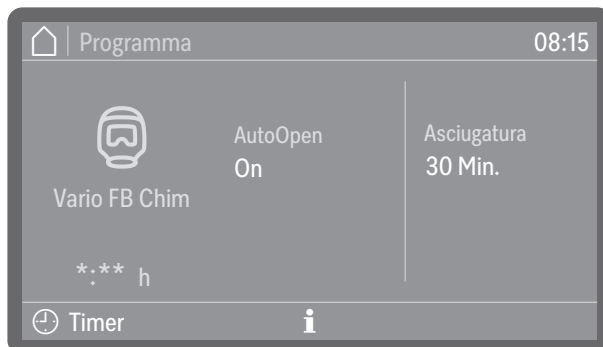 Programma
08:15
AutoOpen
On
Asciugatura
30 Min.
Vario FB Chim
*:** h
Timer
i